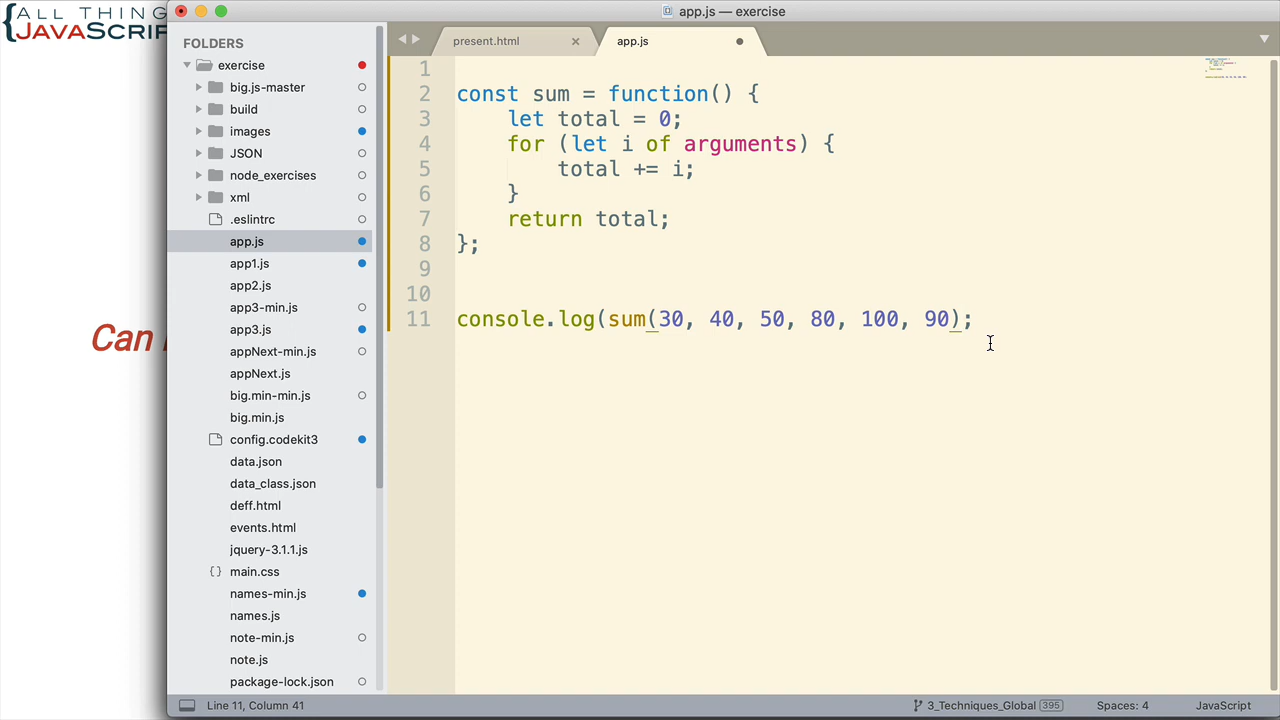 {ALL THING
JAVASCRIP
Can
app.js — exercise
FOLDERS
exercise
big.js-master
build
images
JSON
node_exercises
xml
.eslintrc
app.js
app1.js
app2.js
app3-min.js
app3.js
appNext-min.js
appNext.js
big.min-min.js
big.min.js
config.codekit3
data.json
data_class.json
deff.html
events.html
jquery-3.1.1.js
{} main.css
names-min.js
names.js
note-min.js
note.js
package-lock.json
present.html × app.js
1
2 const sum = function() {
3 let total = 0;
4 for (let i of arguments) {
5 total += i;
6 }
7 return total;
8 };
9
10
11 console.log(sum(30, 40, 50, 80, 100, 90);
Line 11, Column 41
3_Techniques_Global 395
Spaces: 4
JavaScript